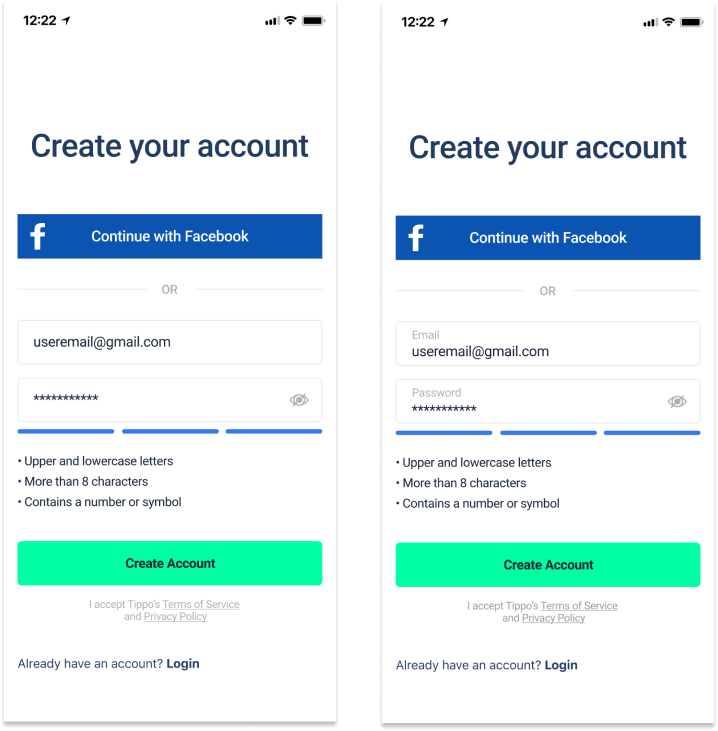 12:22
Create your account
f Continue with Facebook
OR
useremail@gmail.com
***********
• Upper and lowercase letters
• More than 8 characters
• Contains a number or symbol
Create Account
I accept Tippo's Terms of Service
and Privacy Policy
Already have an account? Login
12:22
Create your account
f Continue with Facebook
OR
Email
useremail@gmail.com
Password
***********
• Upper and lowercase letters
• More than 8 characters
• Contains a number or symbol
Create Account
I accept Tippo's Terms of Service
and Privacy Policy
Already have an account? Login